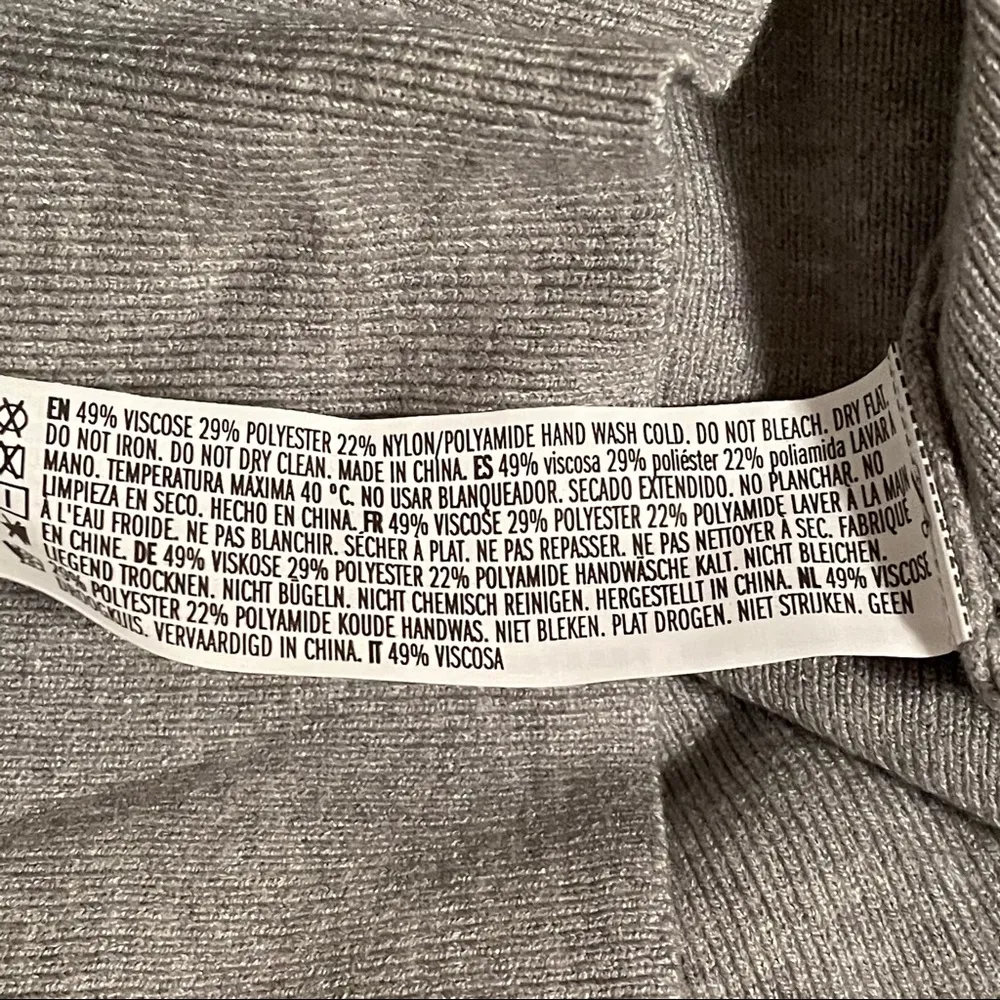 EN 49% VISCOSE 29% POLYESTER 22% NYLON/POLYAMIDE HAND WASH COLD. DO NOT BLEACH. DRY FLAT.
DO NOT IRON. DO NOT DRY CLEAN. MADE IN CHINA. ES 49% viscosa 29% poliéster 22% poliamida LAVAR A
MANO. TEMPERATURA MÁXIMA 40 °C. NO USAR BLANQUEADOR. SECADO EXTENDIDO. NO PLANCHAR. NO
LIMPIEZA EN SECO. HECHO EN CHINA. FR 49% VISCOSE 29% POLYESTER 22% POLYAMIDE LAVER À LA MAIN
À L'EAU FROIDE. NE PAS BLANCHIR. SÉCHER À PLAT. NE PAS REPASSER. NE PAS NETTOYER À SEC. FABRIQUÉ
EN CHINE. DE 49% VISKOSE 29% POLYESTER 22% POLYAMIDE HANDWÄSCHE KALT. NICHT BLEICHEN.
LIEGEND TROCKNEN. NICHT BÜGELN. NICHT CHEMISCH REINIGEN. HERGESTELLT IN CHINA. NL 49% VISCOSE
29% POLYESTER 22% POLYAMIDE KOUDE HANDWAS. NIET BLEKEN. PLAT DROGEN. NIET STRIJKEN. GEEN
VERVAARDIGD IN CHINA. IT 49% VISCOSA